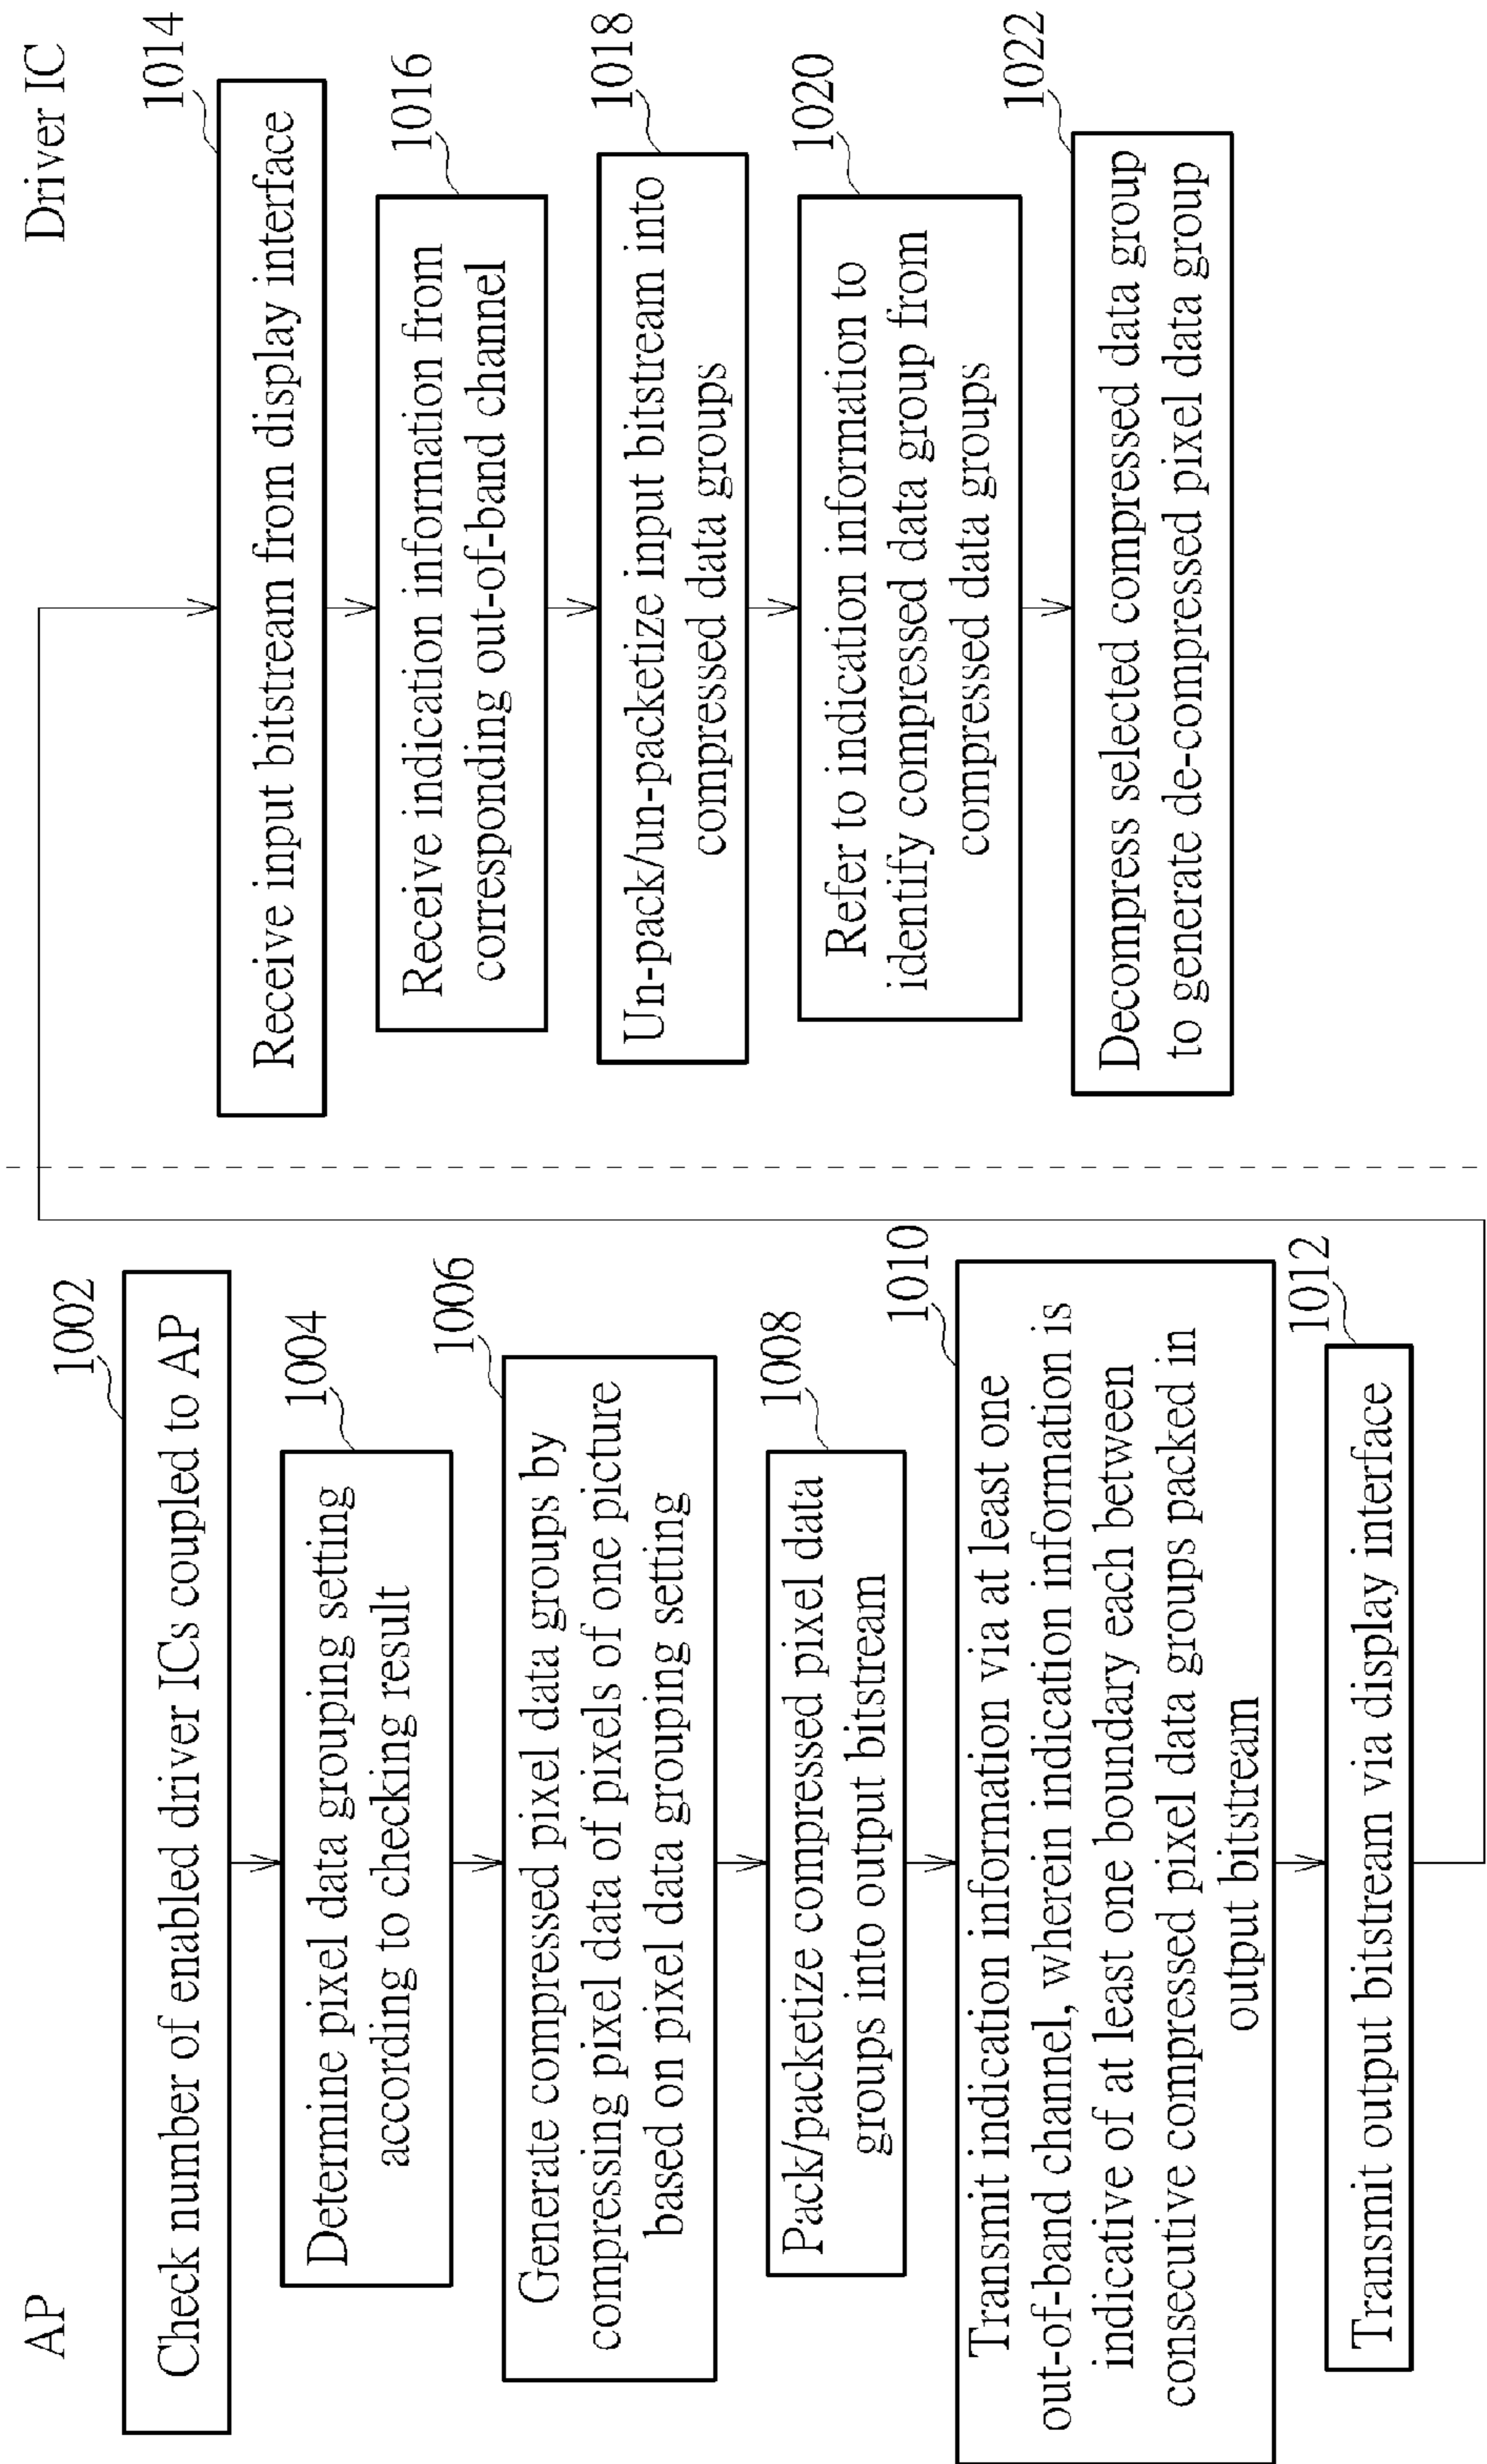 AP
1002
Check number of enabled driver ICs coupled to AP
1004
Determine pixel data grouping setting
according to checking result
1006
Generate compressed pixel data groups by
compressing pixel data of pixels of one picture
based on pixel data grouping setting
1008
Pack/packetize compressed pixel data
groups into output bitstream
1010
Transmit indication information via at least one
out-of-band channel, wherein indication information is
indicative of at least one boundary each between
consecutive compressed pixel data groups packed in
output bitstream
1012
Transmit output bitstream via display interface
Driver IC
1014
Receive input bitstream from display interface
1016
Receive indication information from
corresponding out-of-band channel
1018
Un-pack/un-packetize input bitstream into
compressed data groups
1020
Refer to indication information to
identify compressed data group from
compressed data groups
1022
Decompress selected compressed data group
to generate de-compressed pixel data group